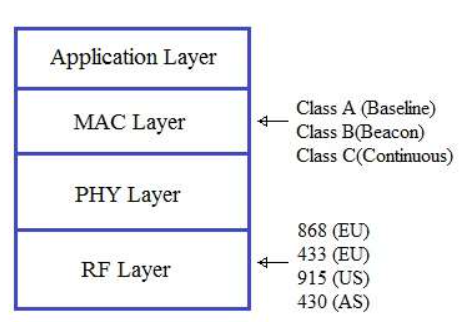 Application Layer
MAC Layer
Class A (Baseline)
Class B(Beacon)
Class C(Continuous)
PHY Layer
RF Layer
868 (EU)
433 (EU)
915 (US)
430 (AS)